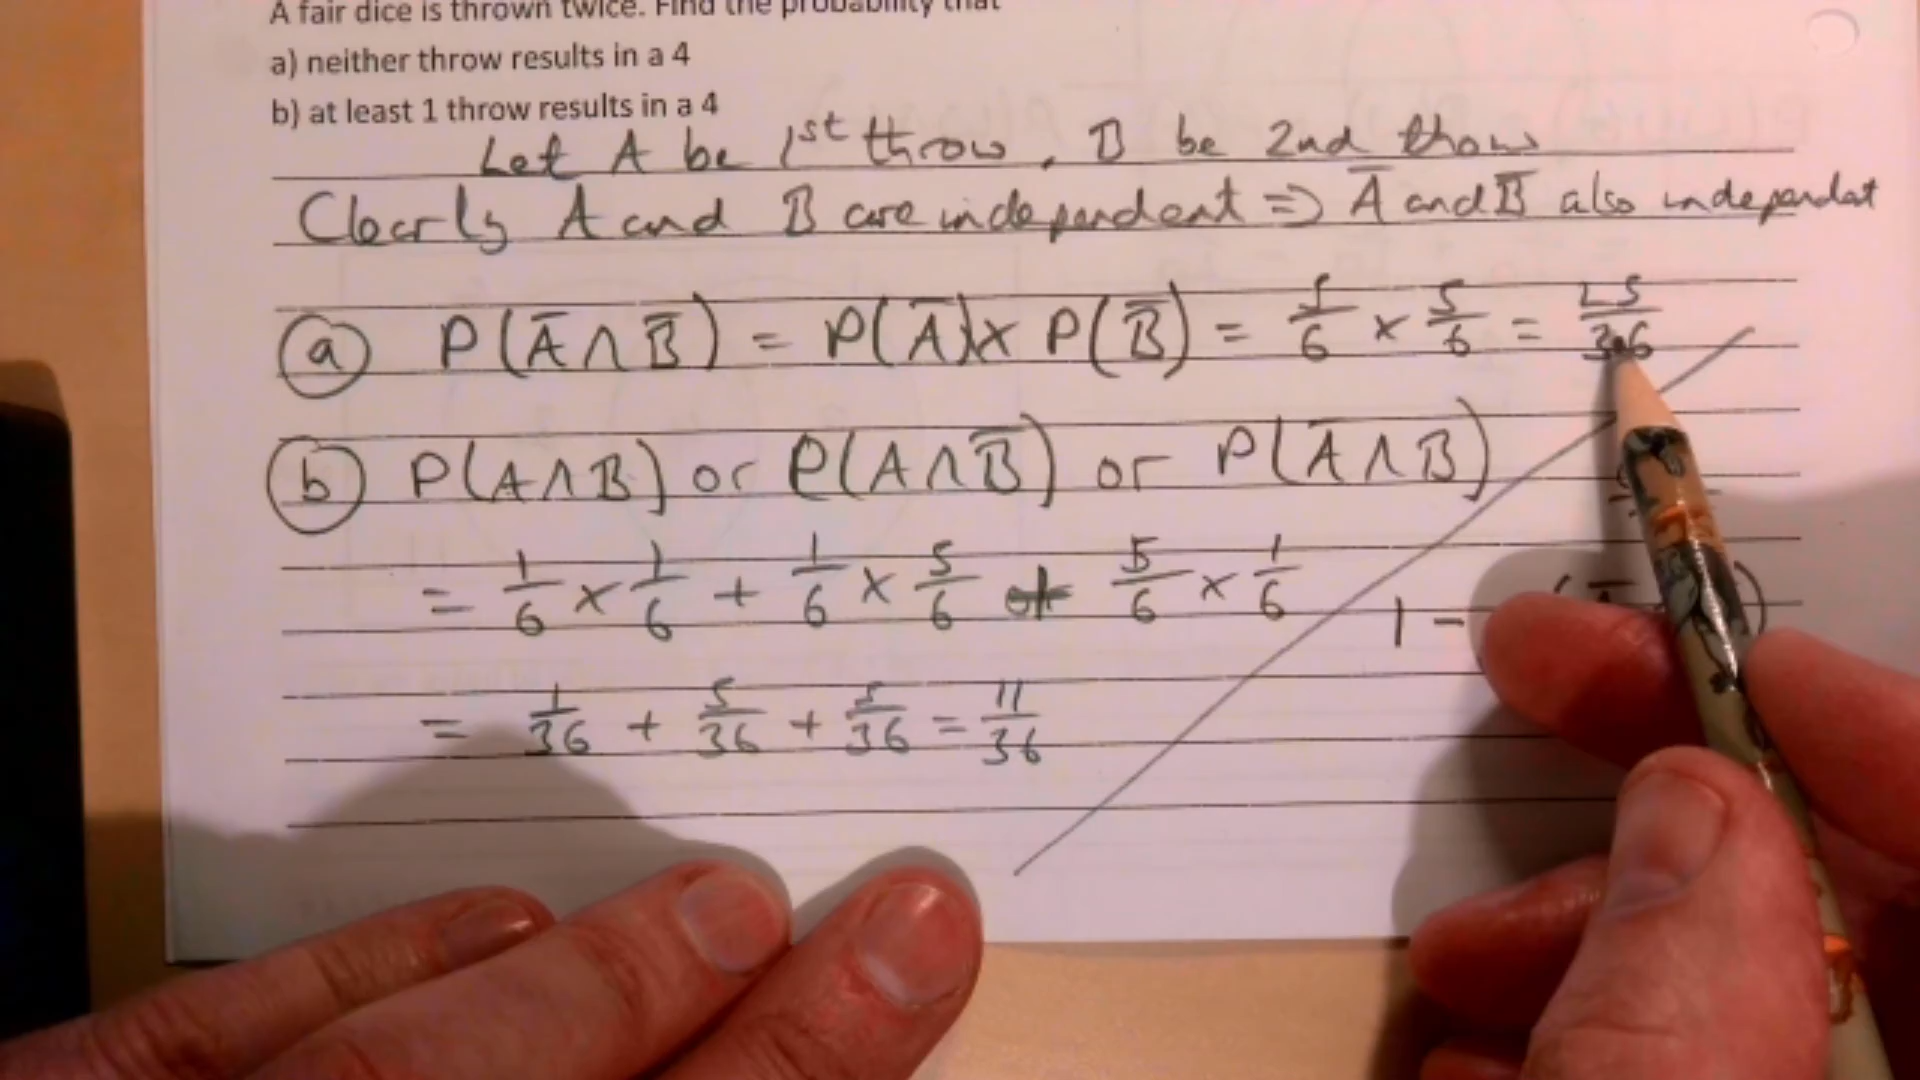 A fair dice is thrown twice. Find the probability that
a) neither throw results in a 4
b) at least 1 throw results in a 4
Let A be 1st throw, B be 2nd thow
Clearly A and B are independent => A̅ and B̅ also independat
(a) P(A̅ ∩ B̅) = P(A̅) × P(B̅) = 5/6 × 5/6 = 25/36
(b) P(A∩B) or P(A∩B̅) or P(A̅∩B)
= 1/6 × 1/6 + 1/6 × 5/6 + 5/6 × 1/6
1 -
= 1/36 + 5/36 + 5/36 = 11/36